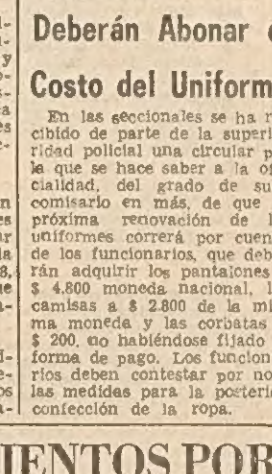 Deberán Abonar
Costo del Uniform
En las seccionales se ha r
cibido de parte de la superi
ridad policial una circular p
la que se hace saber a la of
cialidad, del grado de su
comisario en más, de que
próxima renovación de l
uniformes correrá por cuen
de los funcionarios, que deb
rán adquirir los pantalones
$ 4.800 moneda nacional, l
camisas a $ 2.800 de la mi
ma moneda y las corbatas
$ 200, no habiéndose fijado
forma de pago. Los funcion
rios deben contestar por no
las medidas para la posteri
confección de la ropa.
IENTOS POR